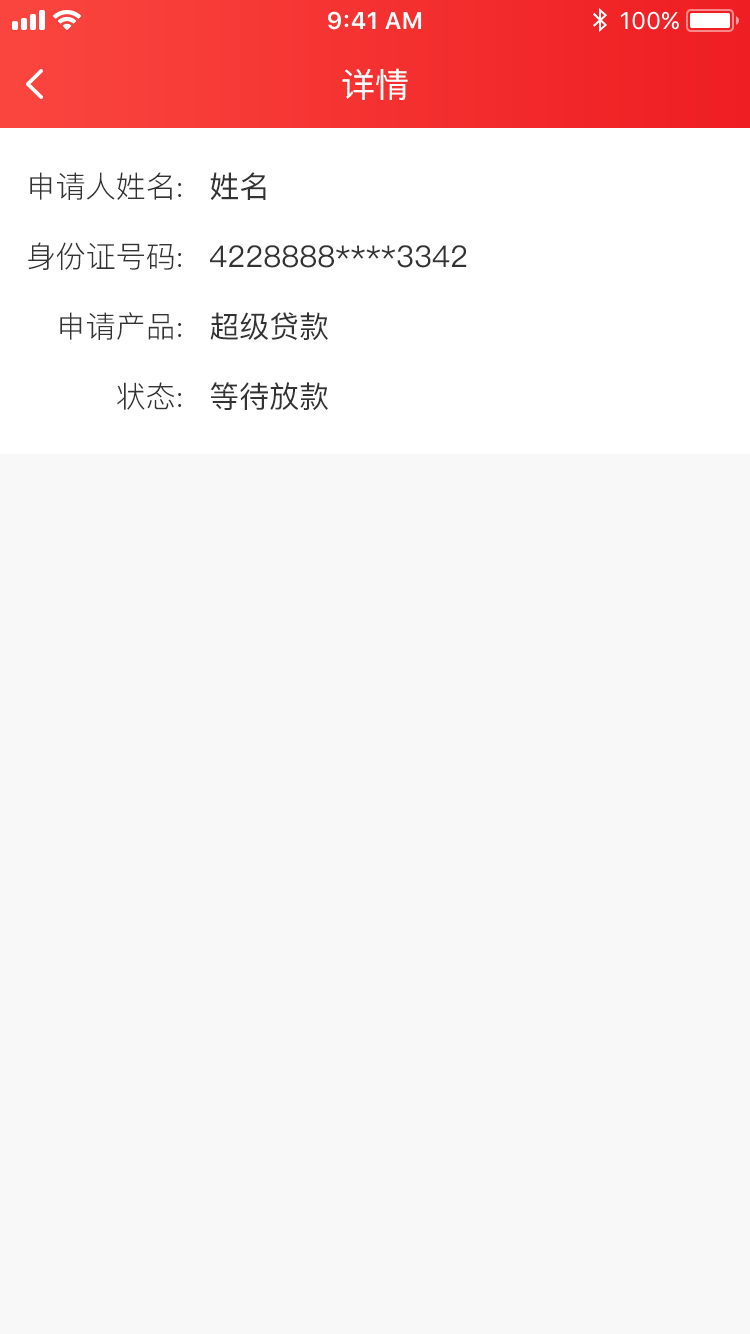 9:41 AM 100%
详情
申请人姓名: 姓名
身份证号码: 4228888****3342
申请产品: 超级贷款
状态: 等待放款